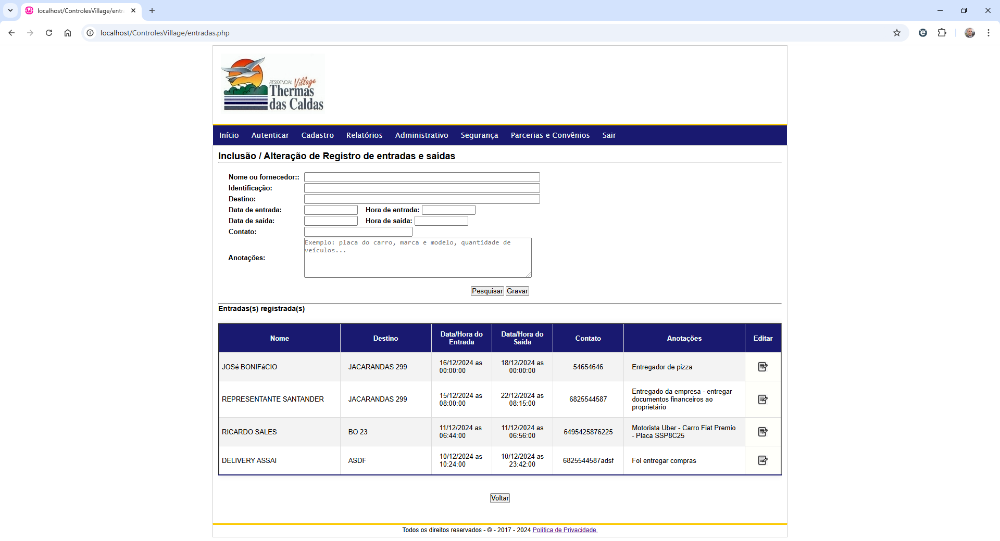 localhost/ControlesVillage/entr
localhost/ControlesVillage/entradas.php
RESIDENCIAL Village
Thermas
das Caldas
Início Autenticar Cadastro Relatórios Administrativo Segurança Parcerias e Convênios Sair
Inclusão / Alteração de Registro de entradas e saídas
Nome ou fornecedor::
Identificação:
Destino:
Data de entrada: Hora de entrada:
Data de saída: Hora de saída:
Contato:
Exemplo: placa do carro, marca e modelo, quantidade de
veículos...
Anotações:
Pesquisar Gravar
Entradas(s) registrada(s)
Nome Destino Data/Hora do Entrada Data/Hora do Saída Contato Anotações Editar
JOSé BONIFáCIO JACARANDAS 299 16/12/2024 as 00:00:00 18/12/2024 as 00:00:00 54654646 Entregador de pizza
REPRESENTANTE SANTANDER JACARANDAS 299 15/12/2024 as 08:00:00 22/12/2024 as 08:15:00 6825544587 Entregado da empresa - entregar documentos financeiros ao proprietário
RICARDO SALES BO 23 11/12/2024 as 06:44:00 11/12/2024 as 06:56:00 6495425876225 Motorista Uber - Carro Fiat Premio - Placa SSP8C25
DELIVERY ASSAI ASDF 10/12/2024 as 10:24:00 10/12/2024 as 23:42:00 6825544587adsf Foi entregar compras
Voltar
Todos os direitos reservados - © - 2017 - 2024 Política de Privacidade.